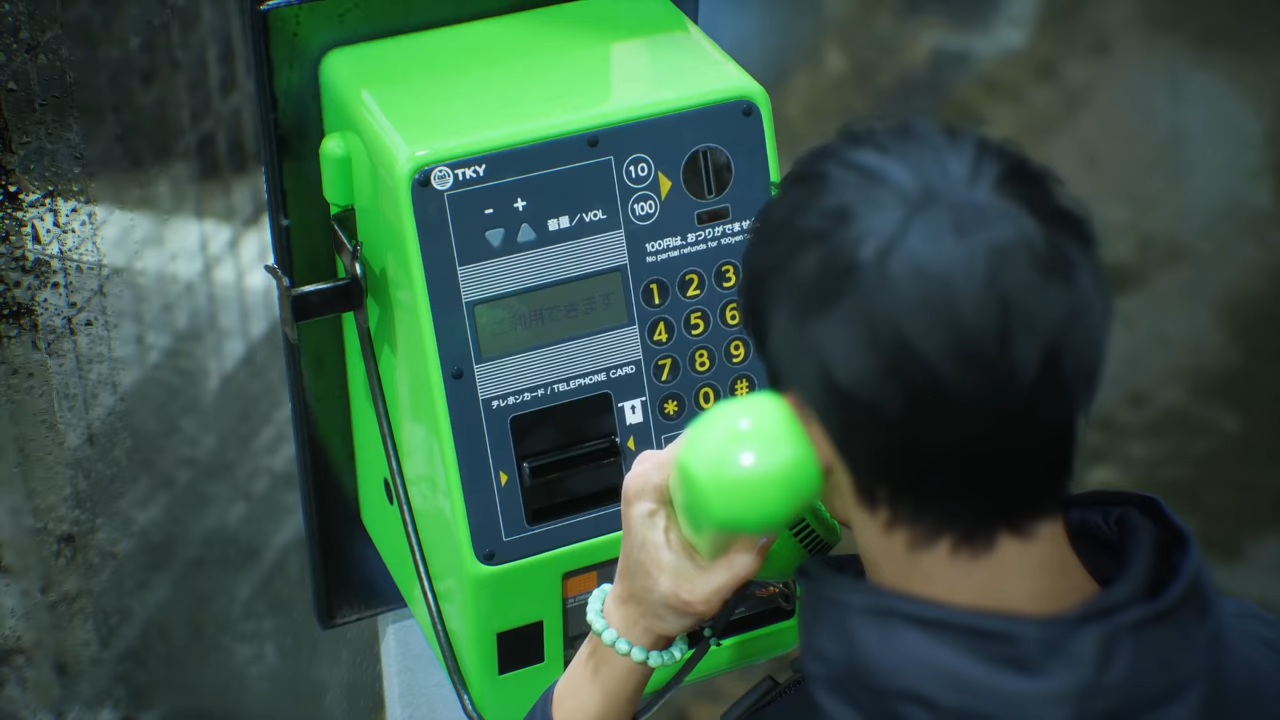 TKY
- +
音量/VOL
10
100
100円は、おつりがでませ
No partial refunds for 100yen
ご利用できます
1 2 3
4 5 6
7 8 9
* 0 #
テレホンカード / TELEPHONE CARD